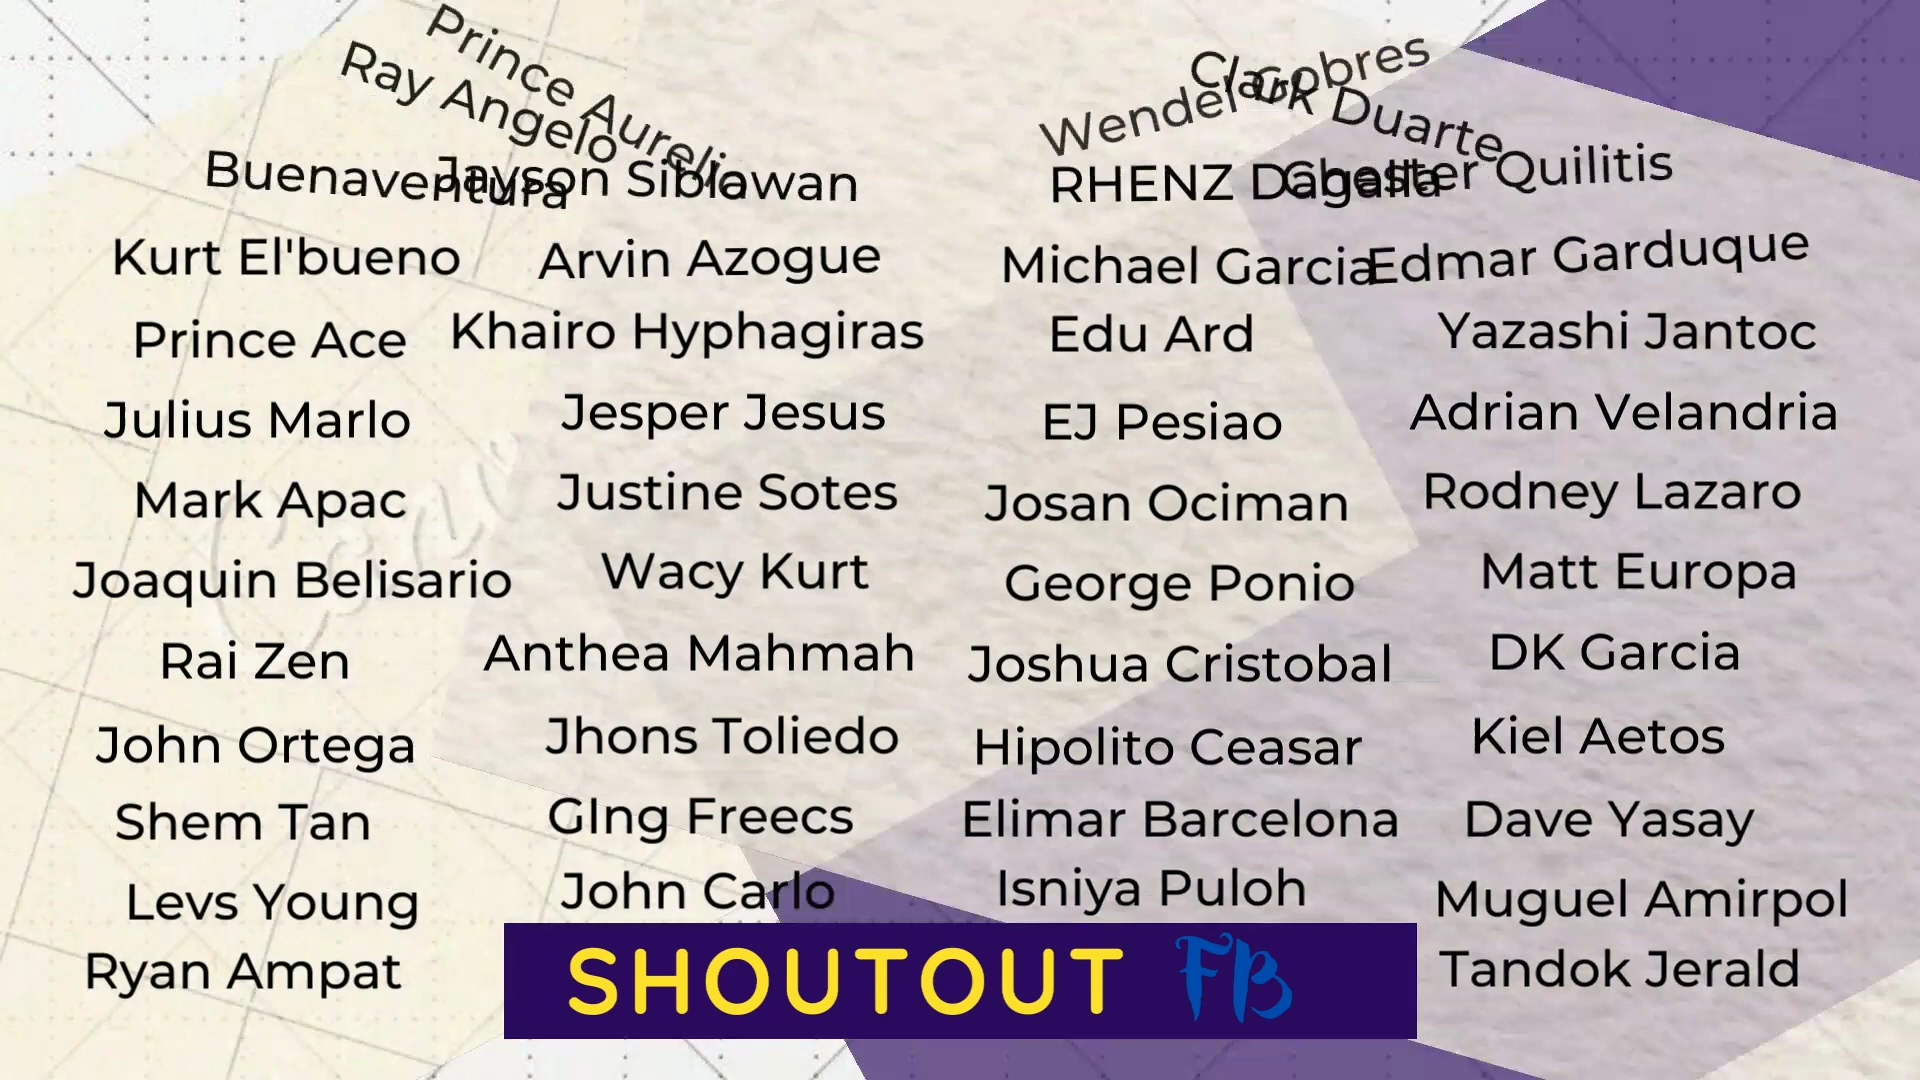 Prince Aurelio
Ray Angelo
Buenaventura
Jayson Siblawan
Kurt El'bueno
Arvin Azogue
Prince Ace
Khairo Hyphagiras
Julius Marlo
Jesper Jesus
Mark Apac
Justine Sotes
Joaquin Belisario
Wacy Kurt
Rai Zen
Anthea Mahmah
John Ortega
Jhons Toliedo
Shem Tan
GIng Freecs
Levs Young
John Carlo
Ryan Ampat
Clark Duarte
Wendel Cobres
RHENZ
Chester Quilitis
Michael Garcia
Edmar Garduque
Edu Ard
Yazashi Jantoc
EJ Pesiao
Adrian Velandria
Josan Ociman
Rodney Lazaro
George Ponio
Matt Europa
Joshua Cristobal
DK Garcia
Hipolito Ceasar
Kiel Aetos
Elimar Barcelona
Dave Yasay
Isniya Puloh
Muguel Amirpol
Tandok Jerald
SHOUTOUT FB